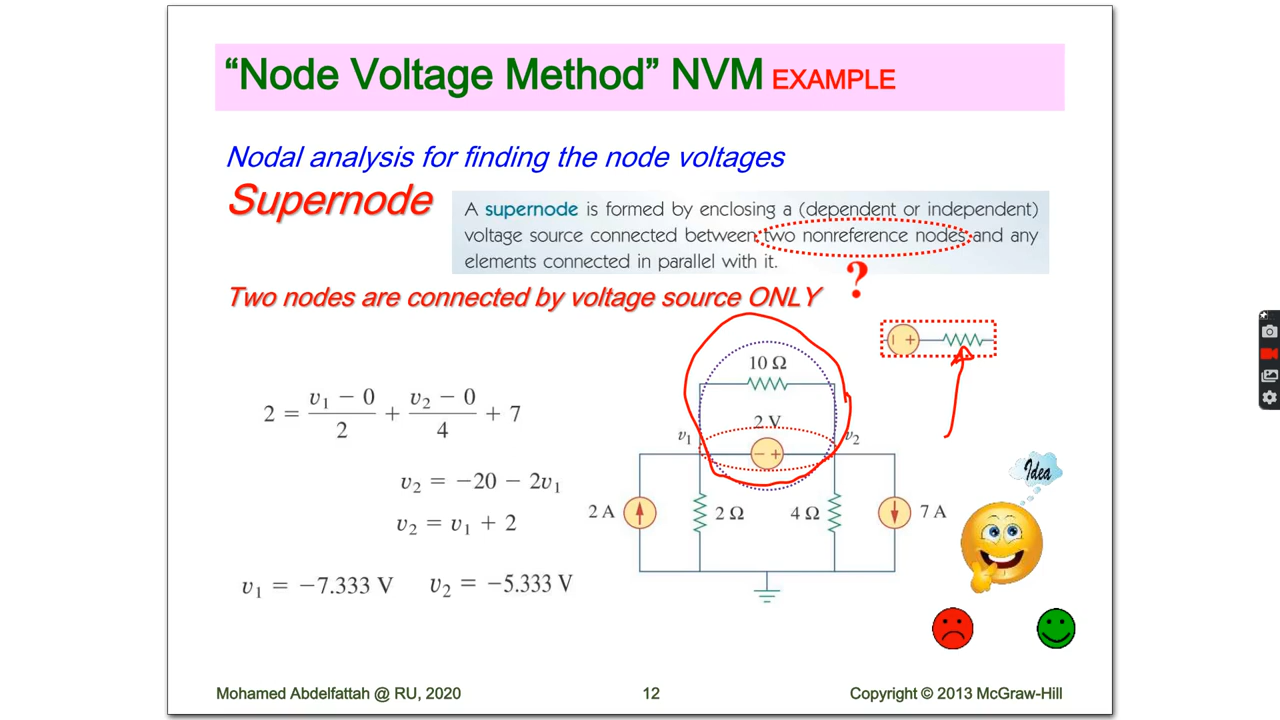 “Node Voltage Method” NVM EXAMPLE
Nodal analysis for finding the node voltages
Supernode
A supernode is formed by enclosing a (dependent or independent)
voltage source connected between two nonreference nodes and any
elements connected in parallel with it.
?
Two nodes are connected by voltage source ONLY
− +
10 Ω
2 = (v₁ − 0)/2 + (v₂ − 0)/4 + 7
2 V
v₁
v₂
− +
Idea
v₂ = −20 − 2v₁
v₂ = v₁ + 2
2 A
2 Ω
4 Ω
7 A
v₁ = −7.333 V v₂ = −5.333 V
Mohamed Abdelfattah @ RU, 2020
12
Copyright © 2013 McGraw-Hill